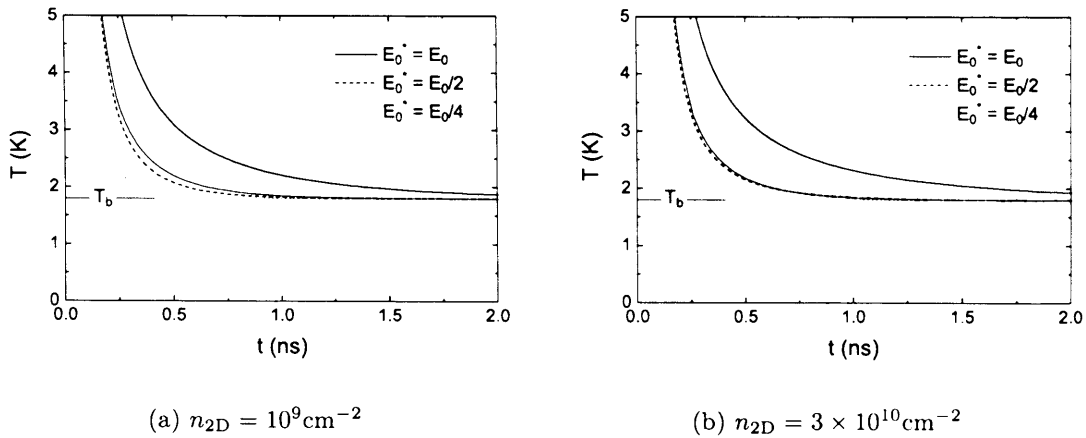 5
4
3
2
1
0
T (K)
T_b
E_0^* = E_0
E_0^* = E_0/2
E_0^* = E_0/4
0.0 0.5 1.0 1.5 2.0
t (ns)
(a) n_2D = 10^9 cm^−2
5
4
3
2
1
0
T (K)
T_b
E_0^* = E_0
E_0^* = E_0/2
E_0^* = E_0/4
0.0 0.5 1.0 1.5 2.0
t (ns)
(b) n_2D = 3 × 10^10 cm^−2